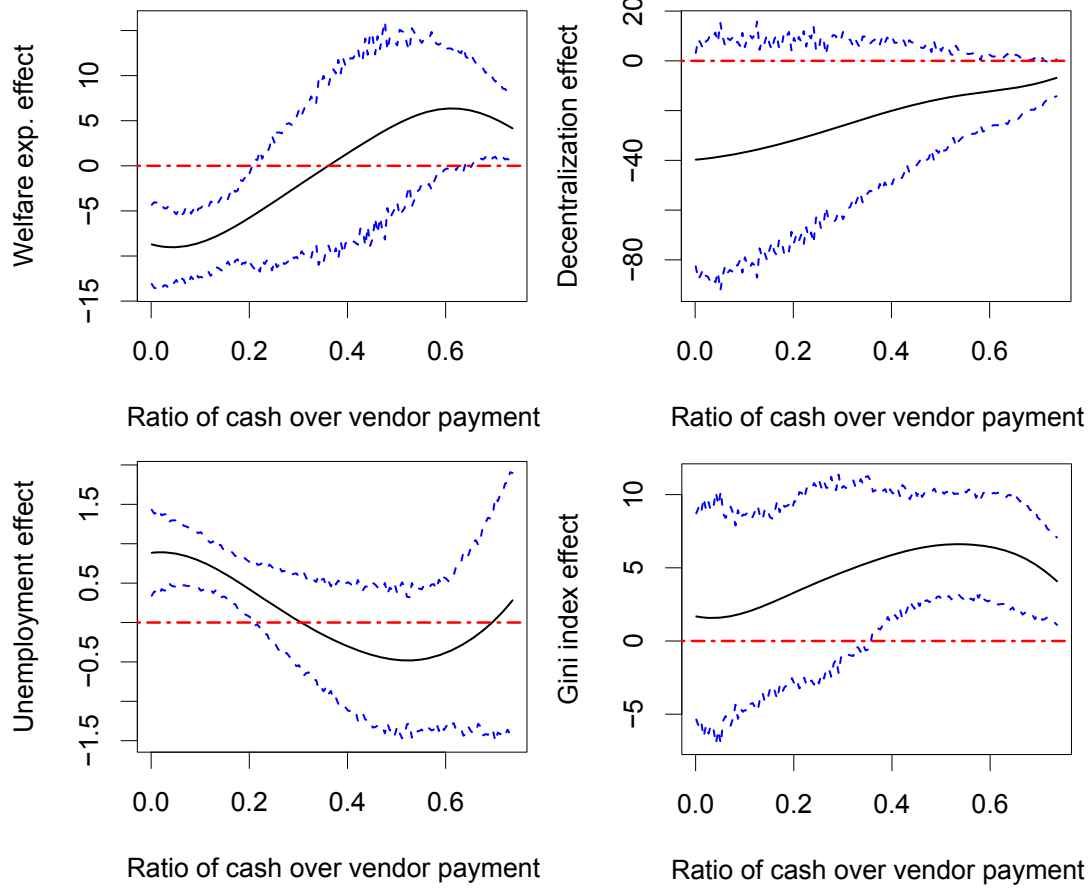 Welfare exp. effect
−15
−5
0
5
10
0.0 0.2 0.4 0.6
Ratio of cash over vendor payment
Decentralization effect
−80
−40
0
20
0.0 0.2 0.4 0.6
Ratio of cash over vendor payment
Unemployment effect
−1.5
−0.5
0.5
1.5
0.0 0.2 0.4 0.6
Ratio of cash over vendor payment
Gini index effect
−5
0
5
10
0.0 0.2 0.4 0.6
Ratio of cash over vendor payment